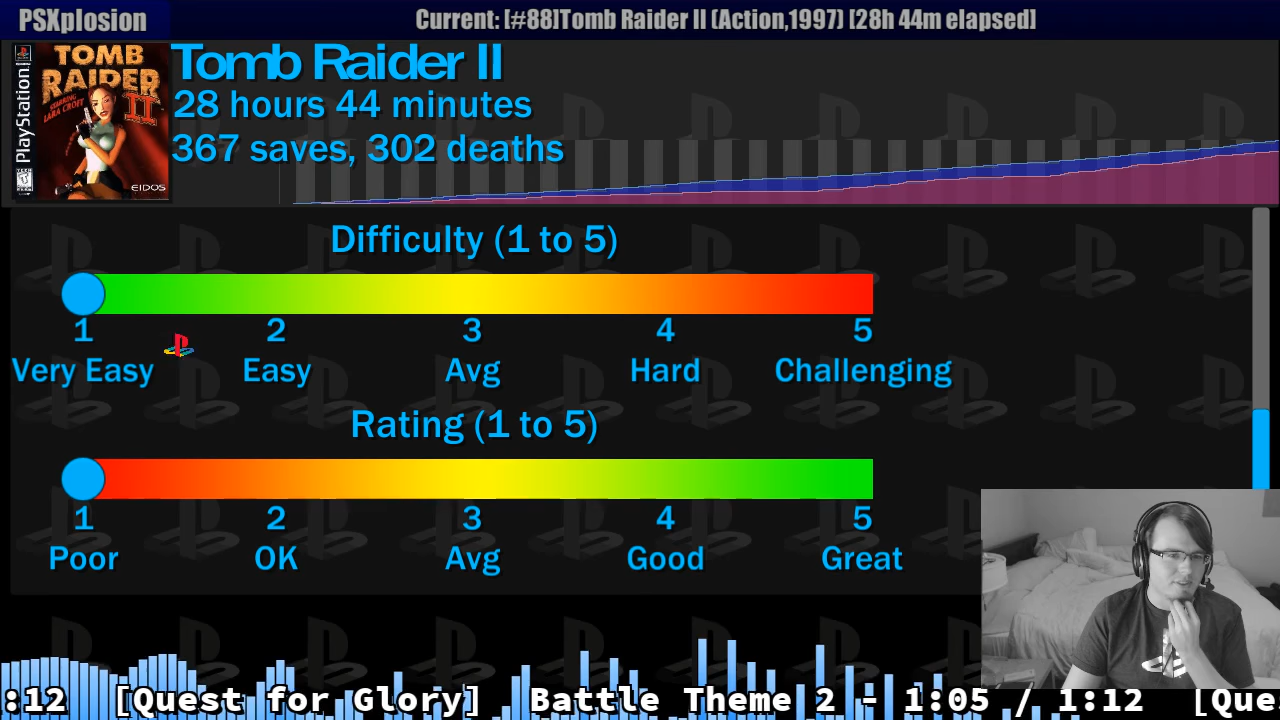 PSXplosion
Current: [#88]Tomb Raider II (Action,1997) [28h 44m elapsed]
PlayStation
TOMB
RAIDER
STARRING
LARA CROFT
II
EIDOS
Tomb Raider II
28 hours 44 minutes
367 saves, 302 deaths
Difficulty (1 to 5)
1 2 3 4 5
Very Easy Easy Avg Hard Challenging
Rating (1 to 5)
1 2 3 4 5
Poor OK Avg Good Great
:12 [Quest for Glory] Battle Theme 2 - 1:05 / 1:12 [Que